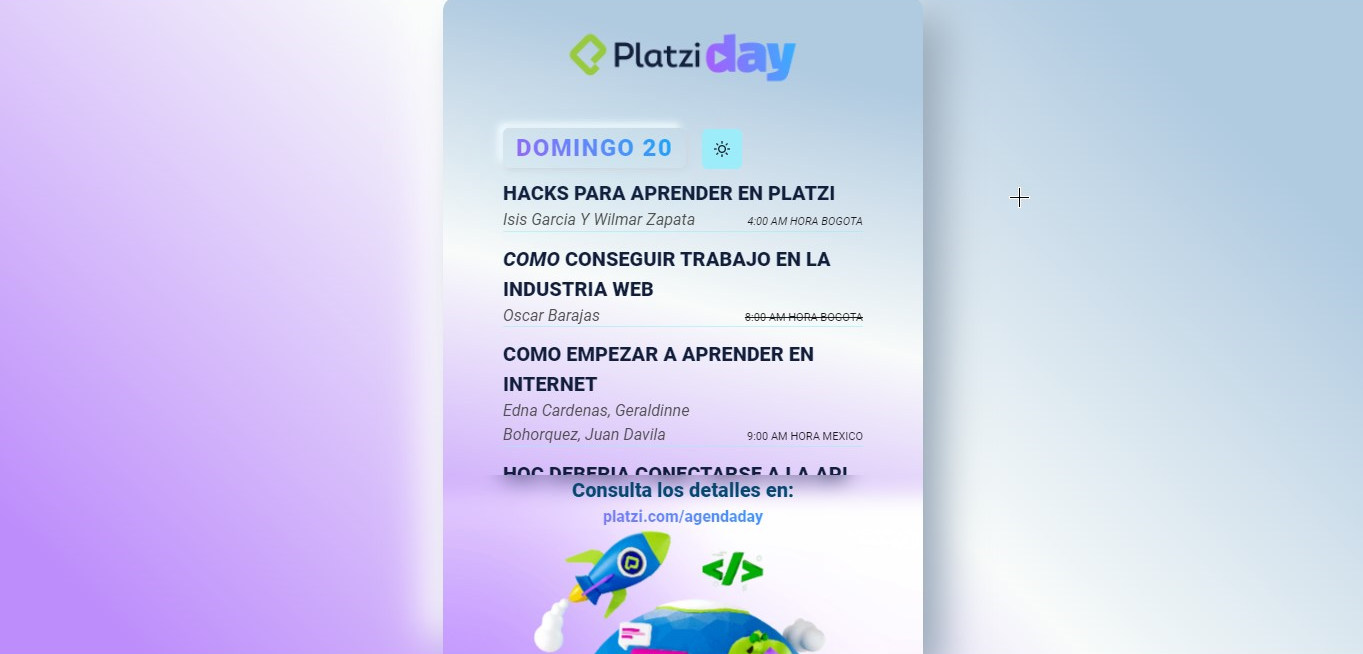 Platzi day
DOMINGO 20
HACKS PARA APRENDER EN PLATZI
Isis Garcia Y Wilmar Zapata 4:00 AM HORA BOGOTA
COMO CONSEGUIR TRABAJO EN LA
INDUSTRIA WEB
Oscar Barajas 8:00 AM HORA BOGOTA
COMO EMPEZAR A APRENDER EN
INTERNET
Edna Cardenas, Geraldinne
Bohorquez, Juan Davila 9:00 AM HORA MEXICO
HOC DEBERIA CONECTARSE A LA API
Consulta los detalles en:
platzi.com/agendaday
</>